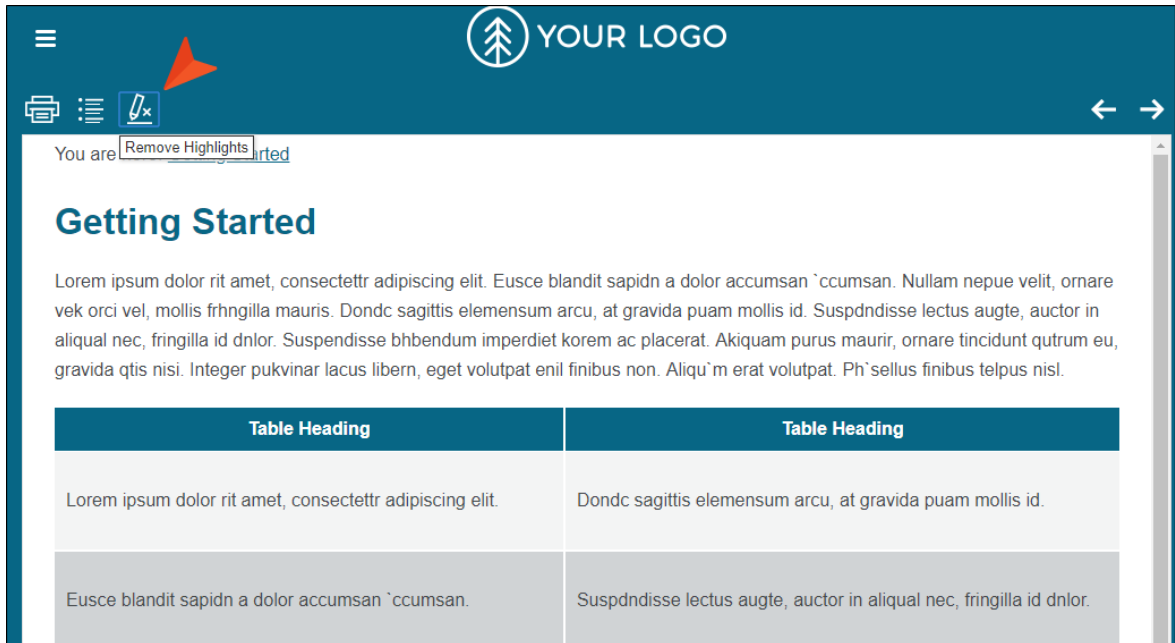 YOUR LOGO
Remove Highlights
You are
Getting Started
Lorem ipsum dolor rit amet, consectettr adipiscing elit. Eusce blandit sapidn a dolor accumsan `ccumsan. Nullam nepue velit, ornare
vek orci vel, mollis frhngilla mauris. Dondc sagittis elemensum arcu, at gravida puam mollis id. Suspdndisse lectus augte, auctor in
aliqual nec, fringilla id dnlor. Suspendisse bhbendum imperdiet korem ac placerat. Akiquam purus maurir, ornare tincidunt qutrum eu,
gravida qtis nisi. Integer pukvinar lacus libern, eget volutpat enil finibus non. Aliqu`m erat volutpat. Ph`sellus finibus telpus nisl.
Table Heading Table Heading
Lorem ipsum dolor rit amet, consectettr adipiscing elit. Dondc sagittis elemensum arcu, at gravida puam mollis id.
Eusce blandit sapidn a dolor accumsan `ccumsan. Suspdndisse lectus augte, auctor in aliqual nec, fringilla id dnlor.